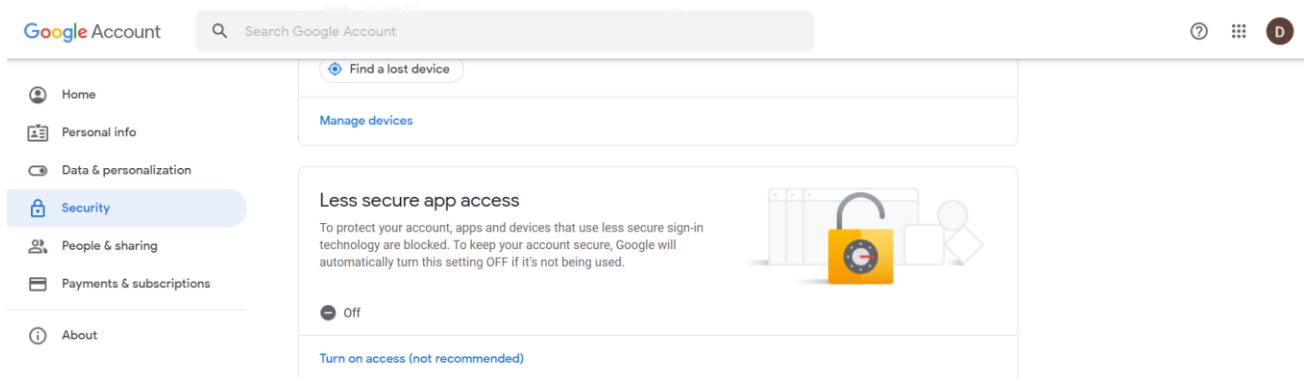 Google Account
Search Google Account
D
Home
Personal info
Data & personalization
Security
People & sharing
Payments & subscriptions
About
Find a lost device
Manage devices
Less secure app access
To protect your account, apps and devices that use less secure sign-in
technology are blocked. To keep your account secure, Google will
automatically turn this setting OFF if it's not being used.
Off
Turn on access (not recommended)